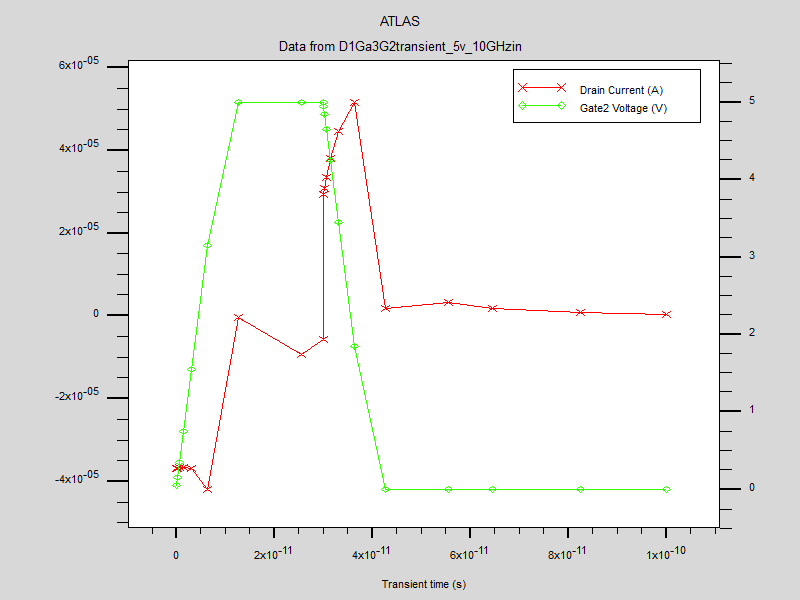 ATLAS
Data from D1Ga3G2transient_5v_10GHzin
Drain Current (A)
Gate2 Voltage (V)
6x10-05
4x10-05
2x10-05
0
-2x10-05
-4x10-05
5
4
3
2
1
0
0
2x10-11
4x10-11
6x10-11
8x10-11
1x10-10
Transient time (s)